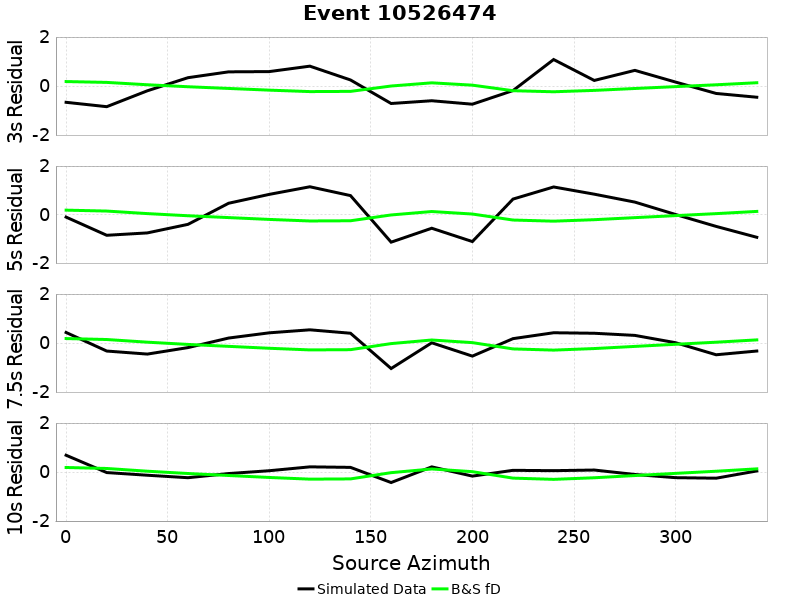 Event 10526474
3s Residual
2
0
-2
5s Residual
2
0
-2
7.5s Residual
2
0
-2
10s Residual
2
0
-2
0 50 100 150 200 250 300
Source Azimuth
Simulated Data B&S fD